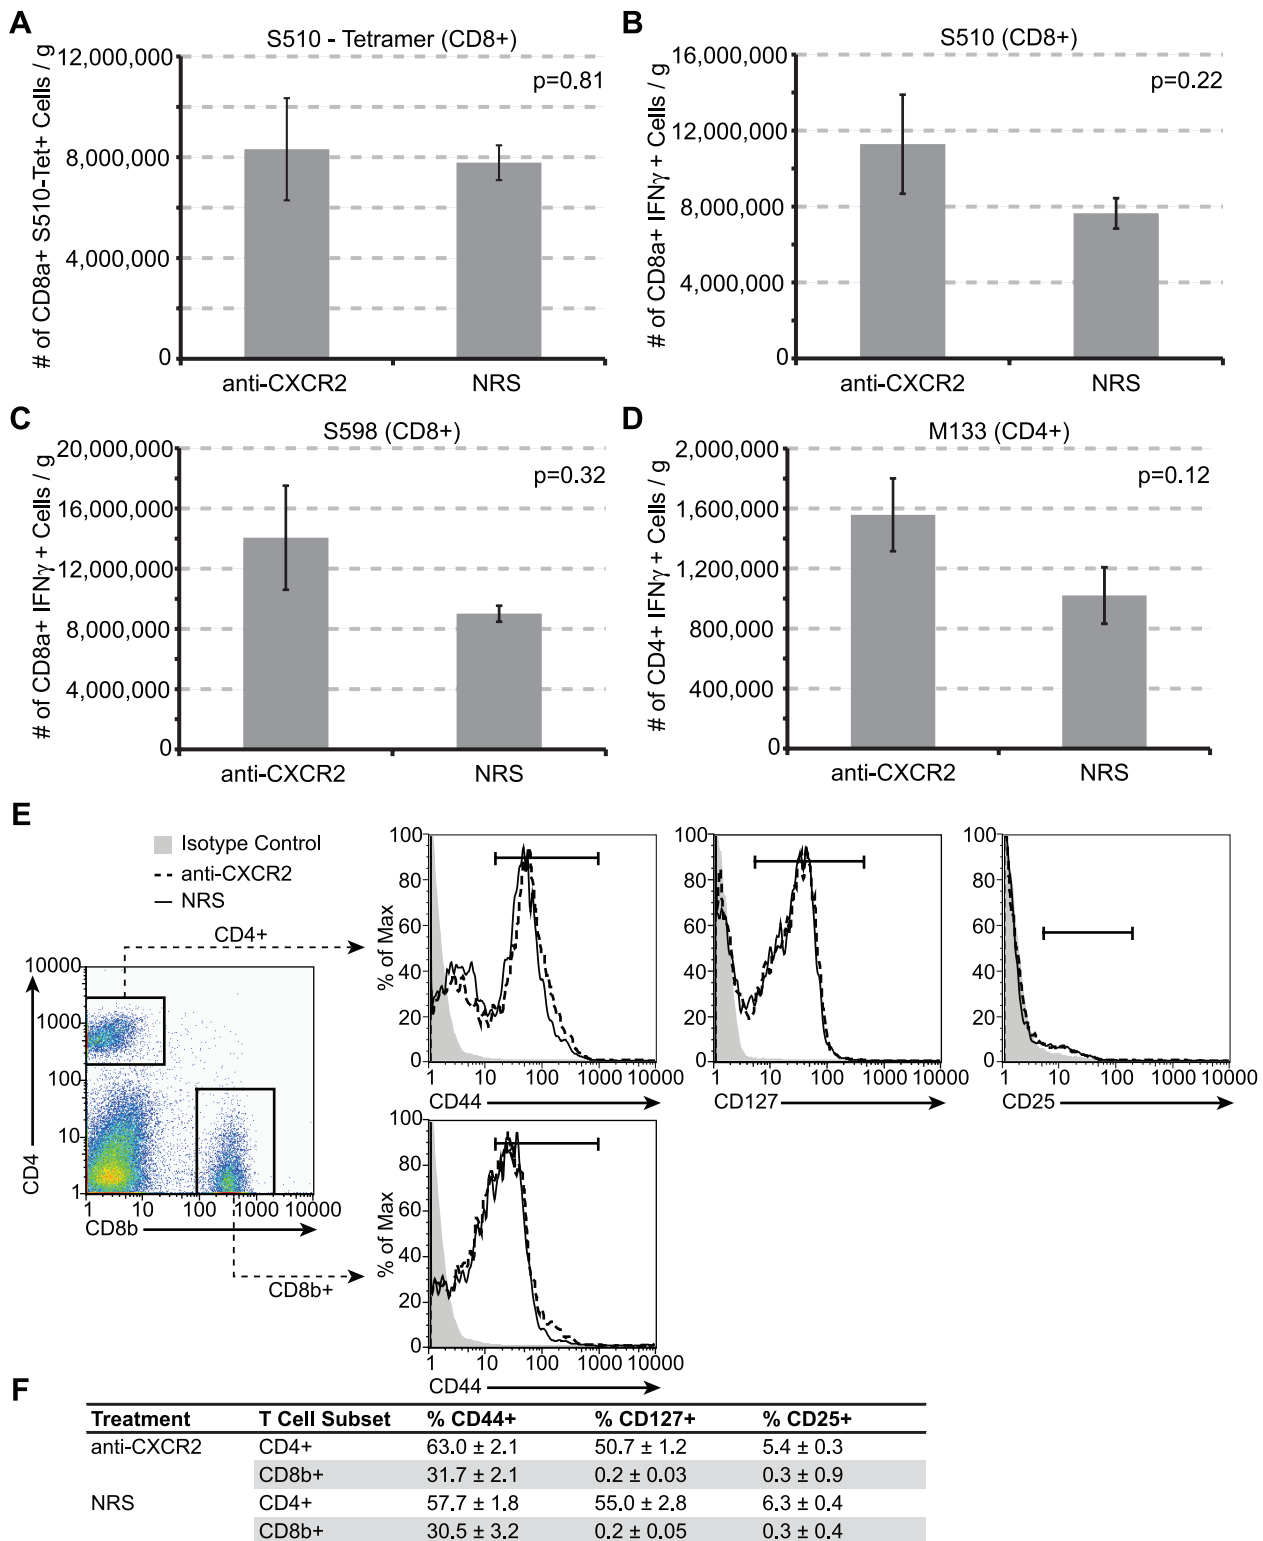 A
S510 - Tetramer (CD8+)
p=0.81
# of CD8a+ S510-Tet+ Cells / g
12,000,000
8,000,000
4,000,000
0
anti-CXCR2 NRS
B
S510 (CD8+)
p=0.22
# of CD8a+ IFNγ + Cells / g
16,000,000
12,000,000
8,000,000
4,000,000
0
anti-CXCR2 NRS
C
S598 (CD8+)
p=0.32
# of CD8a+ IFNγ + Cells / g
20,000,000
16,000,000
12,000,000
8,000,000
4,000,000
0
anti-CXCR2 NRS
D
M133 (CD4+)
p=0.12
# of CD4+ IFNγ + Cells / g
2,000,000
1,600,000
1,200,000
800,000
400,000
0
anti-CXCR2 NRS
E
Isotype Control
anti-CXCR2
NRS
CD4+
10000
1000
100
10
1
CD4
1 10 100 1000 10000
CD8b
CD8b+
100
80
60
40
20
0
% of Max
1 10 100 1000 10000
CD44
100
80
60
40
20
0
1 10 100 1000 10000
CD127
100
80
60
40
20
0
1 10 100 1000 10000
CD25
100
80
60
40
20
0
% of Max
1 10 100 1000 10000
CD44
F
Treatment T Cell Subset % CD44+ % CD127+ % CD25+
anti-CXCR2 CD4+ 63.0 ± 2.1 50.7 ± 1.2 5.4 ± 0.3
CD8b+ 31.7 ± 2.1 0.2 ± 0.03 0.3 ± 0.9
NRS CD4+ 57.7 ± 1.8 55.0 ± 2.8 6.3 ± 0.4
CD8b+ 30.5 ± 3.2 0.2 ± 0.05 0.3 ± 0.4